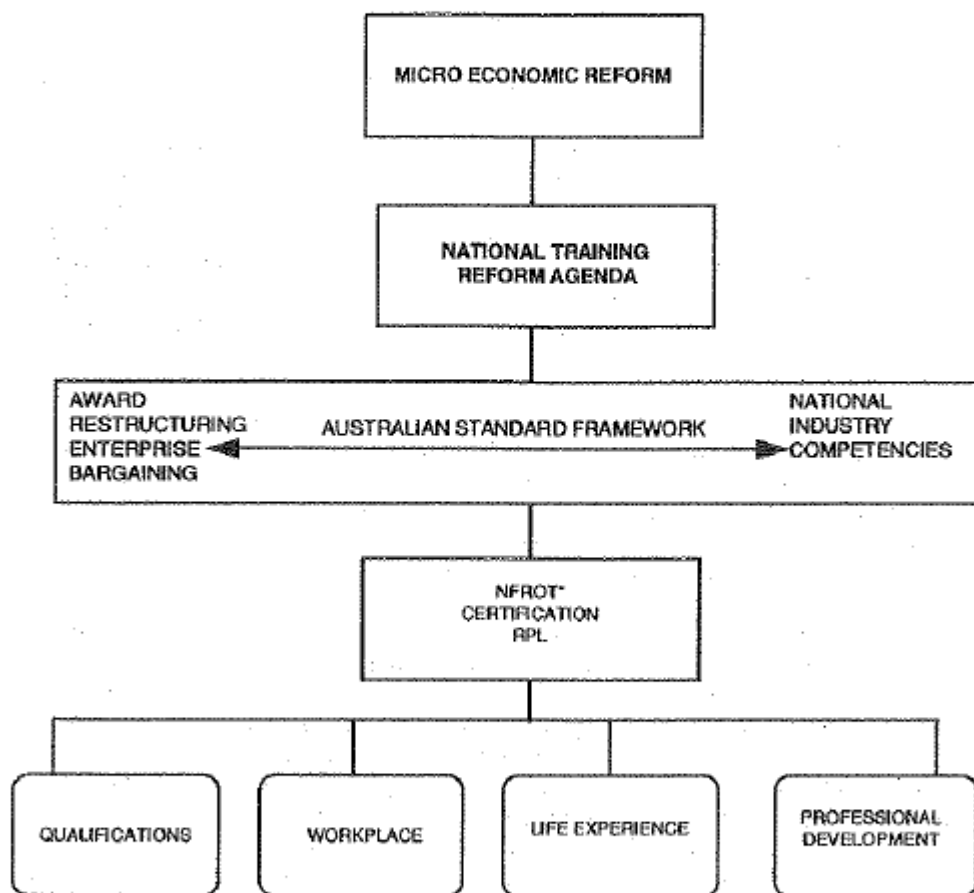 MICRO ECONOMIC REFORM
NATIONAL TRAINING
REFORM AGENDA
AWARD
RESTRUCTURING
ENTERPRISE
BARGAINING
AUSTRALIAN STANDARD FRAMEWORK
NATIONAL
INDUSTRY
COMPETENCIES
NFROT*
CERTIFICATION
RPL
QUALIFICATIONS
WORKPLACE
LIFE EXPERIENCE
PROFESSIONAL
DEVELOPMENT